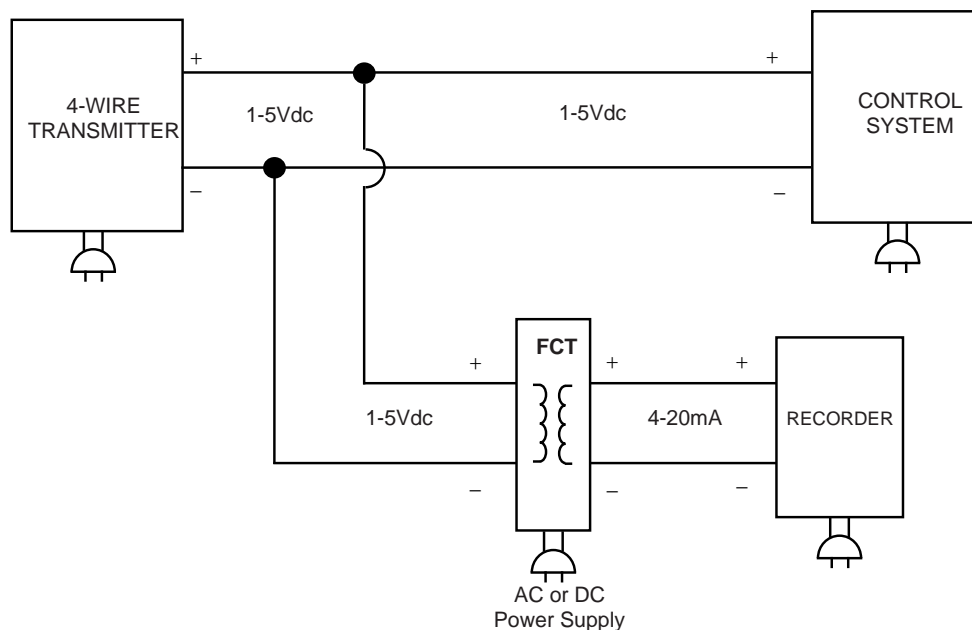 4-WIRE
TRANSMITTER
+
−
1-5Vdc
1-5Vdc
+
−
CONTROL
SYSTEM
+
−
1-5Vdc
FCT
+
−
4-20mA
+
−
RECORDER
AC or DC
Power Supply